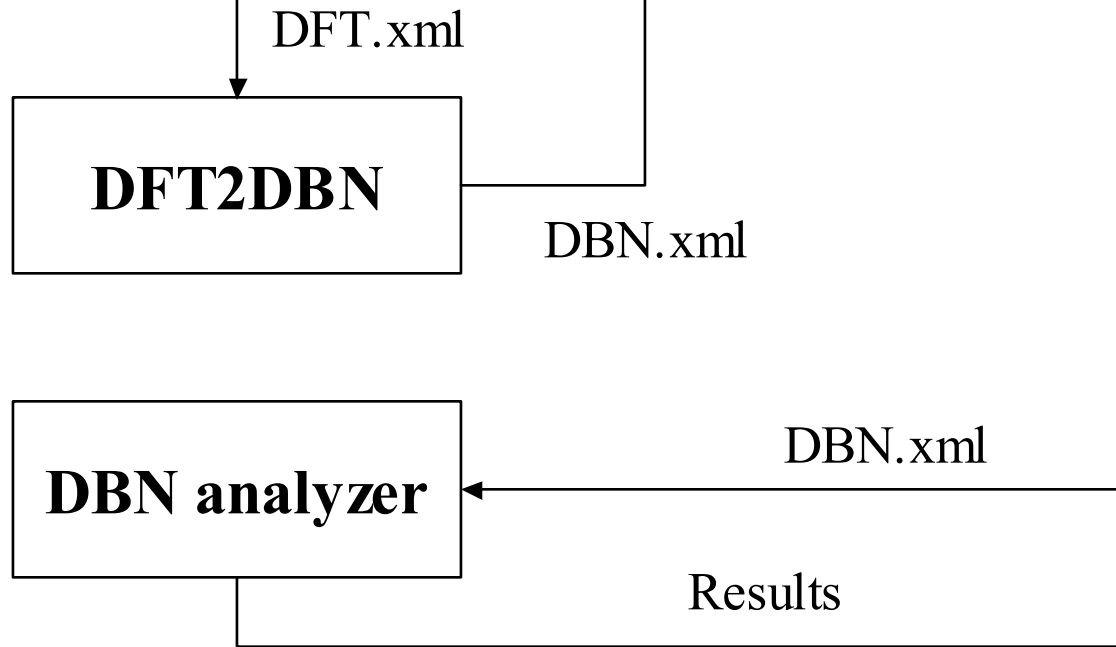 DFT.xml
DFT2DBN
DBN.xml
DBN.xml
DBN analyzer
Results